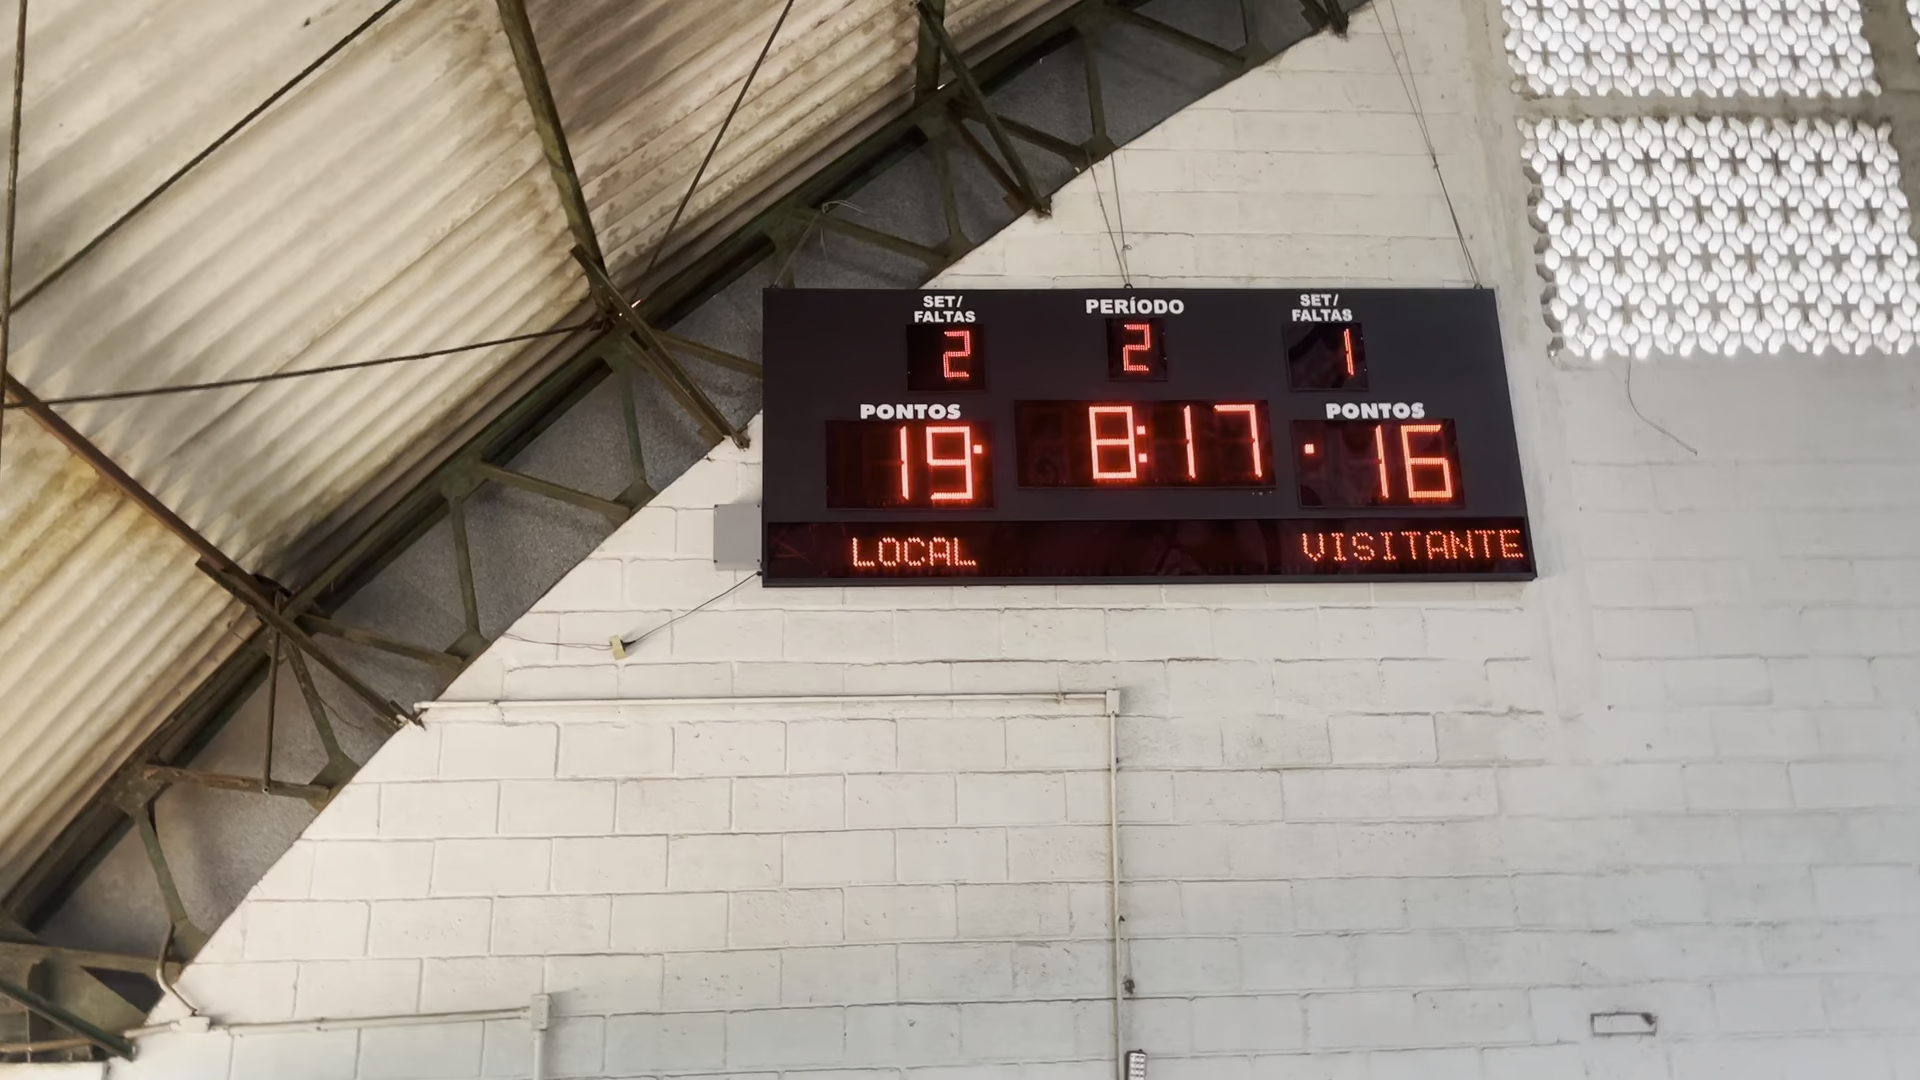 SET/
FALTAS
2
PERÍODO
2
SET/
FALTAS
1
PONTOS
19
8:17
PONTOS
16
LOCAL
VISITANTE